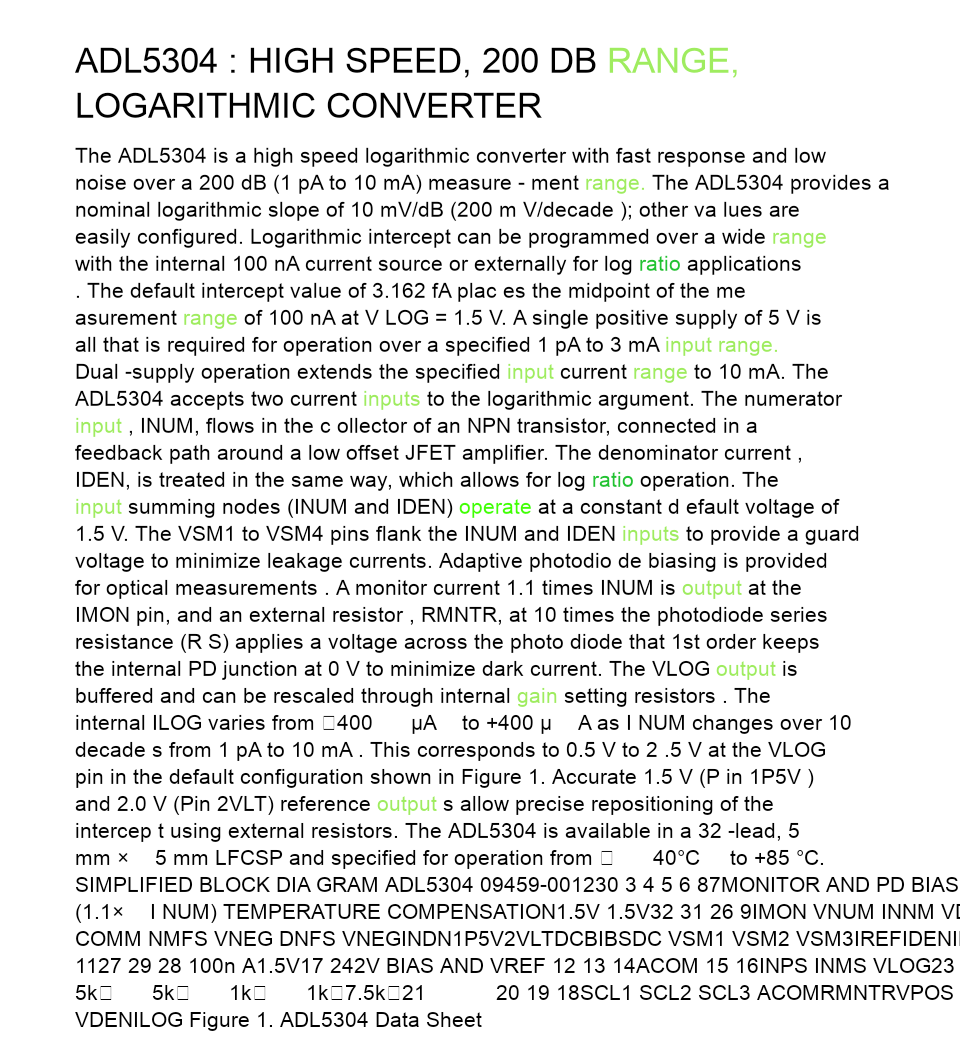 ADL5304 : HIGH SPEED, 200 DB RANGE,
LOGARITHMIC CONVERTER
The ADL5304 is a high speed logarithmic converter with fast response and low
noise over a 200 dB (1 pA to 10 mA) measure - ment range. The ADL5304 provides a
nominal logarithmic slope of 10 mV/dB (200 m V/decade ); other va lues are
easily configured. Logarithmic intercept can be programmed over a wide range
with the internal 100 nA current source or externally for log ratio applications
. The default intercept value of 3.162 fA plac es the midpoint of the me
asurement range of 100 nA at V LOG = 1.5 V. A single positive supply of 5 V is
all that is required for operation over a specified 1 pA to 3 mA input range.
Dual -supply operation extends the specified input current range to 10 mA. The
ADL5304 accepts two current inputs to the logarithmic argument. The numerator
input , INUM, flows in the c ollector of an NPN transistor, connected in a
feedback path around a low offset JFET amplifier. The denominator current ,
IDEN, is treated in the same way, which allows for log ratio operation. The
input summing nodes (INUM and IDEN) operate at a constant d efault voltage of
1.5 V. The VSM1 to VSM4 pins flank the INUM and IDEN inputs to provide a guard
voltage to minimize leakage currents. Adaptive photodio de biasing is provided
for optical measurements . A monitor current 1.1 times INUM is output at the
IMON pin, and an external resistor , RMNTR, at 10 times the photodiode series
resistance (R S) applies a voltage across the photo diode that 1st order keeps
the internal PD junction at 0 V to minimize dark current. The VLOG output is
buffered and can be rescaled through internal gain setting resistors . The
internal ILOG varies from □400 μA to +400 μ A as I NUM changes over 10
decade s from 1 pA to 10 mA . This corresponds to 0.5 V to 2 .5 V at the VLOG
pin in the default configuration shown in Figure 1. Accurate 1.5 V (P in 1P5V )
and 2.0 V (Pin 2VLT) reference output s allow precise repositioning of the
intercep t using external resistors. The ADL5304 is available in a 32 -lead, 5
mm × 5 mm LFCSP and specified for operation from □ 40°C to +85 °C.
SIMPLIFIED BLOCK DIA GRAM ADL5304 09459-001230 3 4 5 6 87MONITOR AND PD BIAS
(1.1× I NUM) TEMPERATURE COMPENSATION1.5V 1.5V32 31 26 9IMON VNUM INNM
COMM NMFS VNEG DNFS VNEGINDN1P5V2VLTDCBIBSDC VSM1 VSM2 VSM3IREFIDENI
1127 29 28 100n A1.5V17 242V BIAS AND VREF 12 13 14ACOM 15 16INPS INMS VLOG23
5k□ 5k□ 1k□ 1k□7.5k□21 20 19 18SCL1 SCL2 SCL3 ACOMRMNTRVPOS
VDENILOG Figure 1. ADL5304 Data Sheet